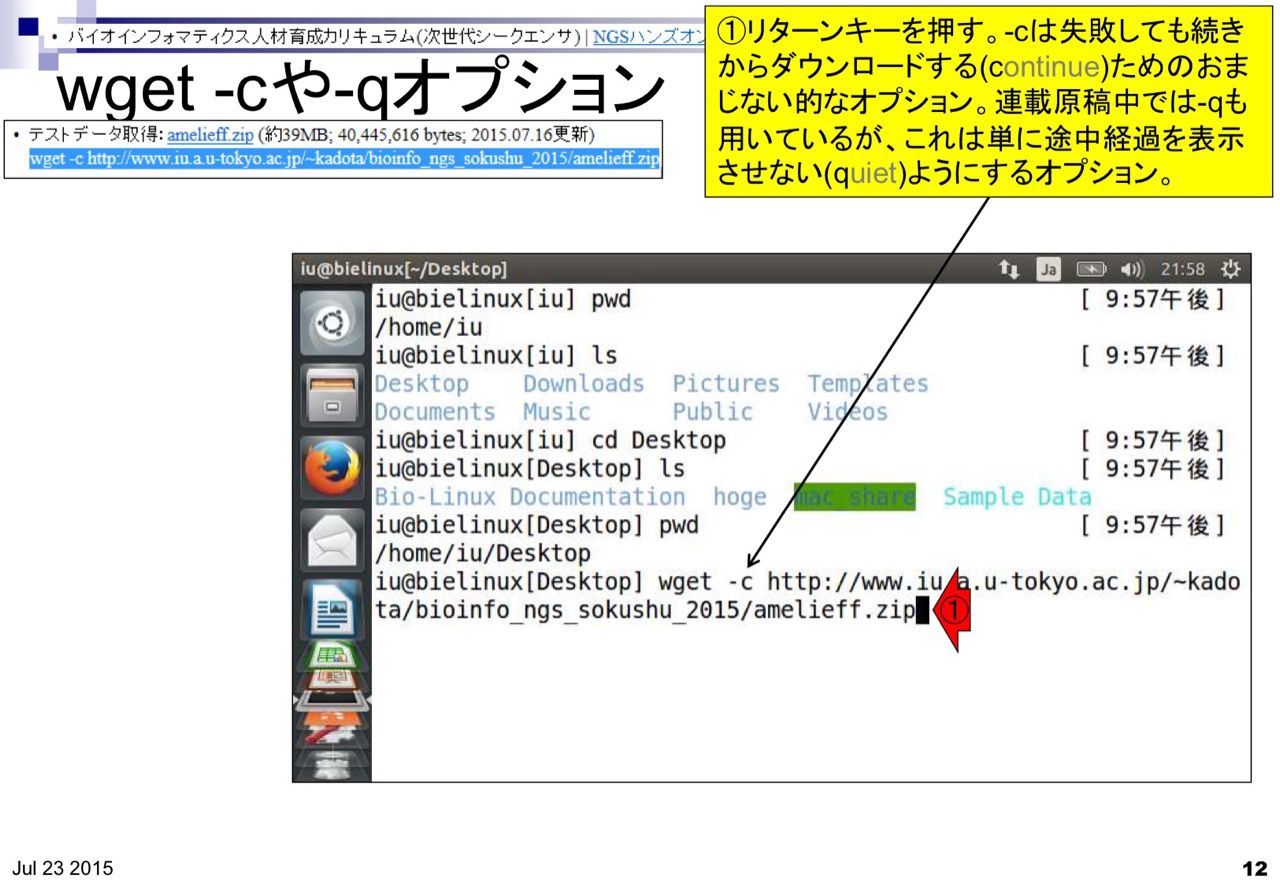 • バイオインフォマティクス人材育成カリキュラム(次世代シークエンサ) | NGSハンズオン
wget -cや-qオプション
• テストデータ取得: amelieff.zip (約39MB; 40,445,616 bytes; 2015.07.16更新)
wget -c http://www.iu.a.u-tokyo.ac.jp/~kadota/bioinfo_ngs_sokushu_2015/amelieff.zip
①リターンキーを押す。-cは失敗しても続き
からダウンロードする(continue)ためのおま
じない的なオプション。連載原稿中では-qも
用いているが、これは単に途中経過を表示
させない(quiet)ようにするオプション。
iu@bielinux[~/Desktop] Ja 21:58
iu@bielinux[iu] pwd [ 9:57午後]
/home/iu
iu@bielinux[iu] ls [ 9:57午後]
Desktop Downloads Pictures Templates
Documents Music Public Videos
iu@bielinux[iu] cd Desktop [ 9:57午後]
iu@bielinux[Desktop] ls [ 9:57午後]
Bio-Linux Documentation hoge mac_share Sample Data
iu@bielinux[Desktop] pwd [ 9:57午後]
/home/iu/Desktop
iu@bielinux[Desktop] wget -c http://www.iu.a.u-tokyo.ac.jp/~kado
ta/bioinfo_ngs_sokushu_2015/amelieff.zip ①
Jul 23 2015
12